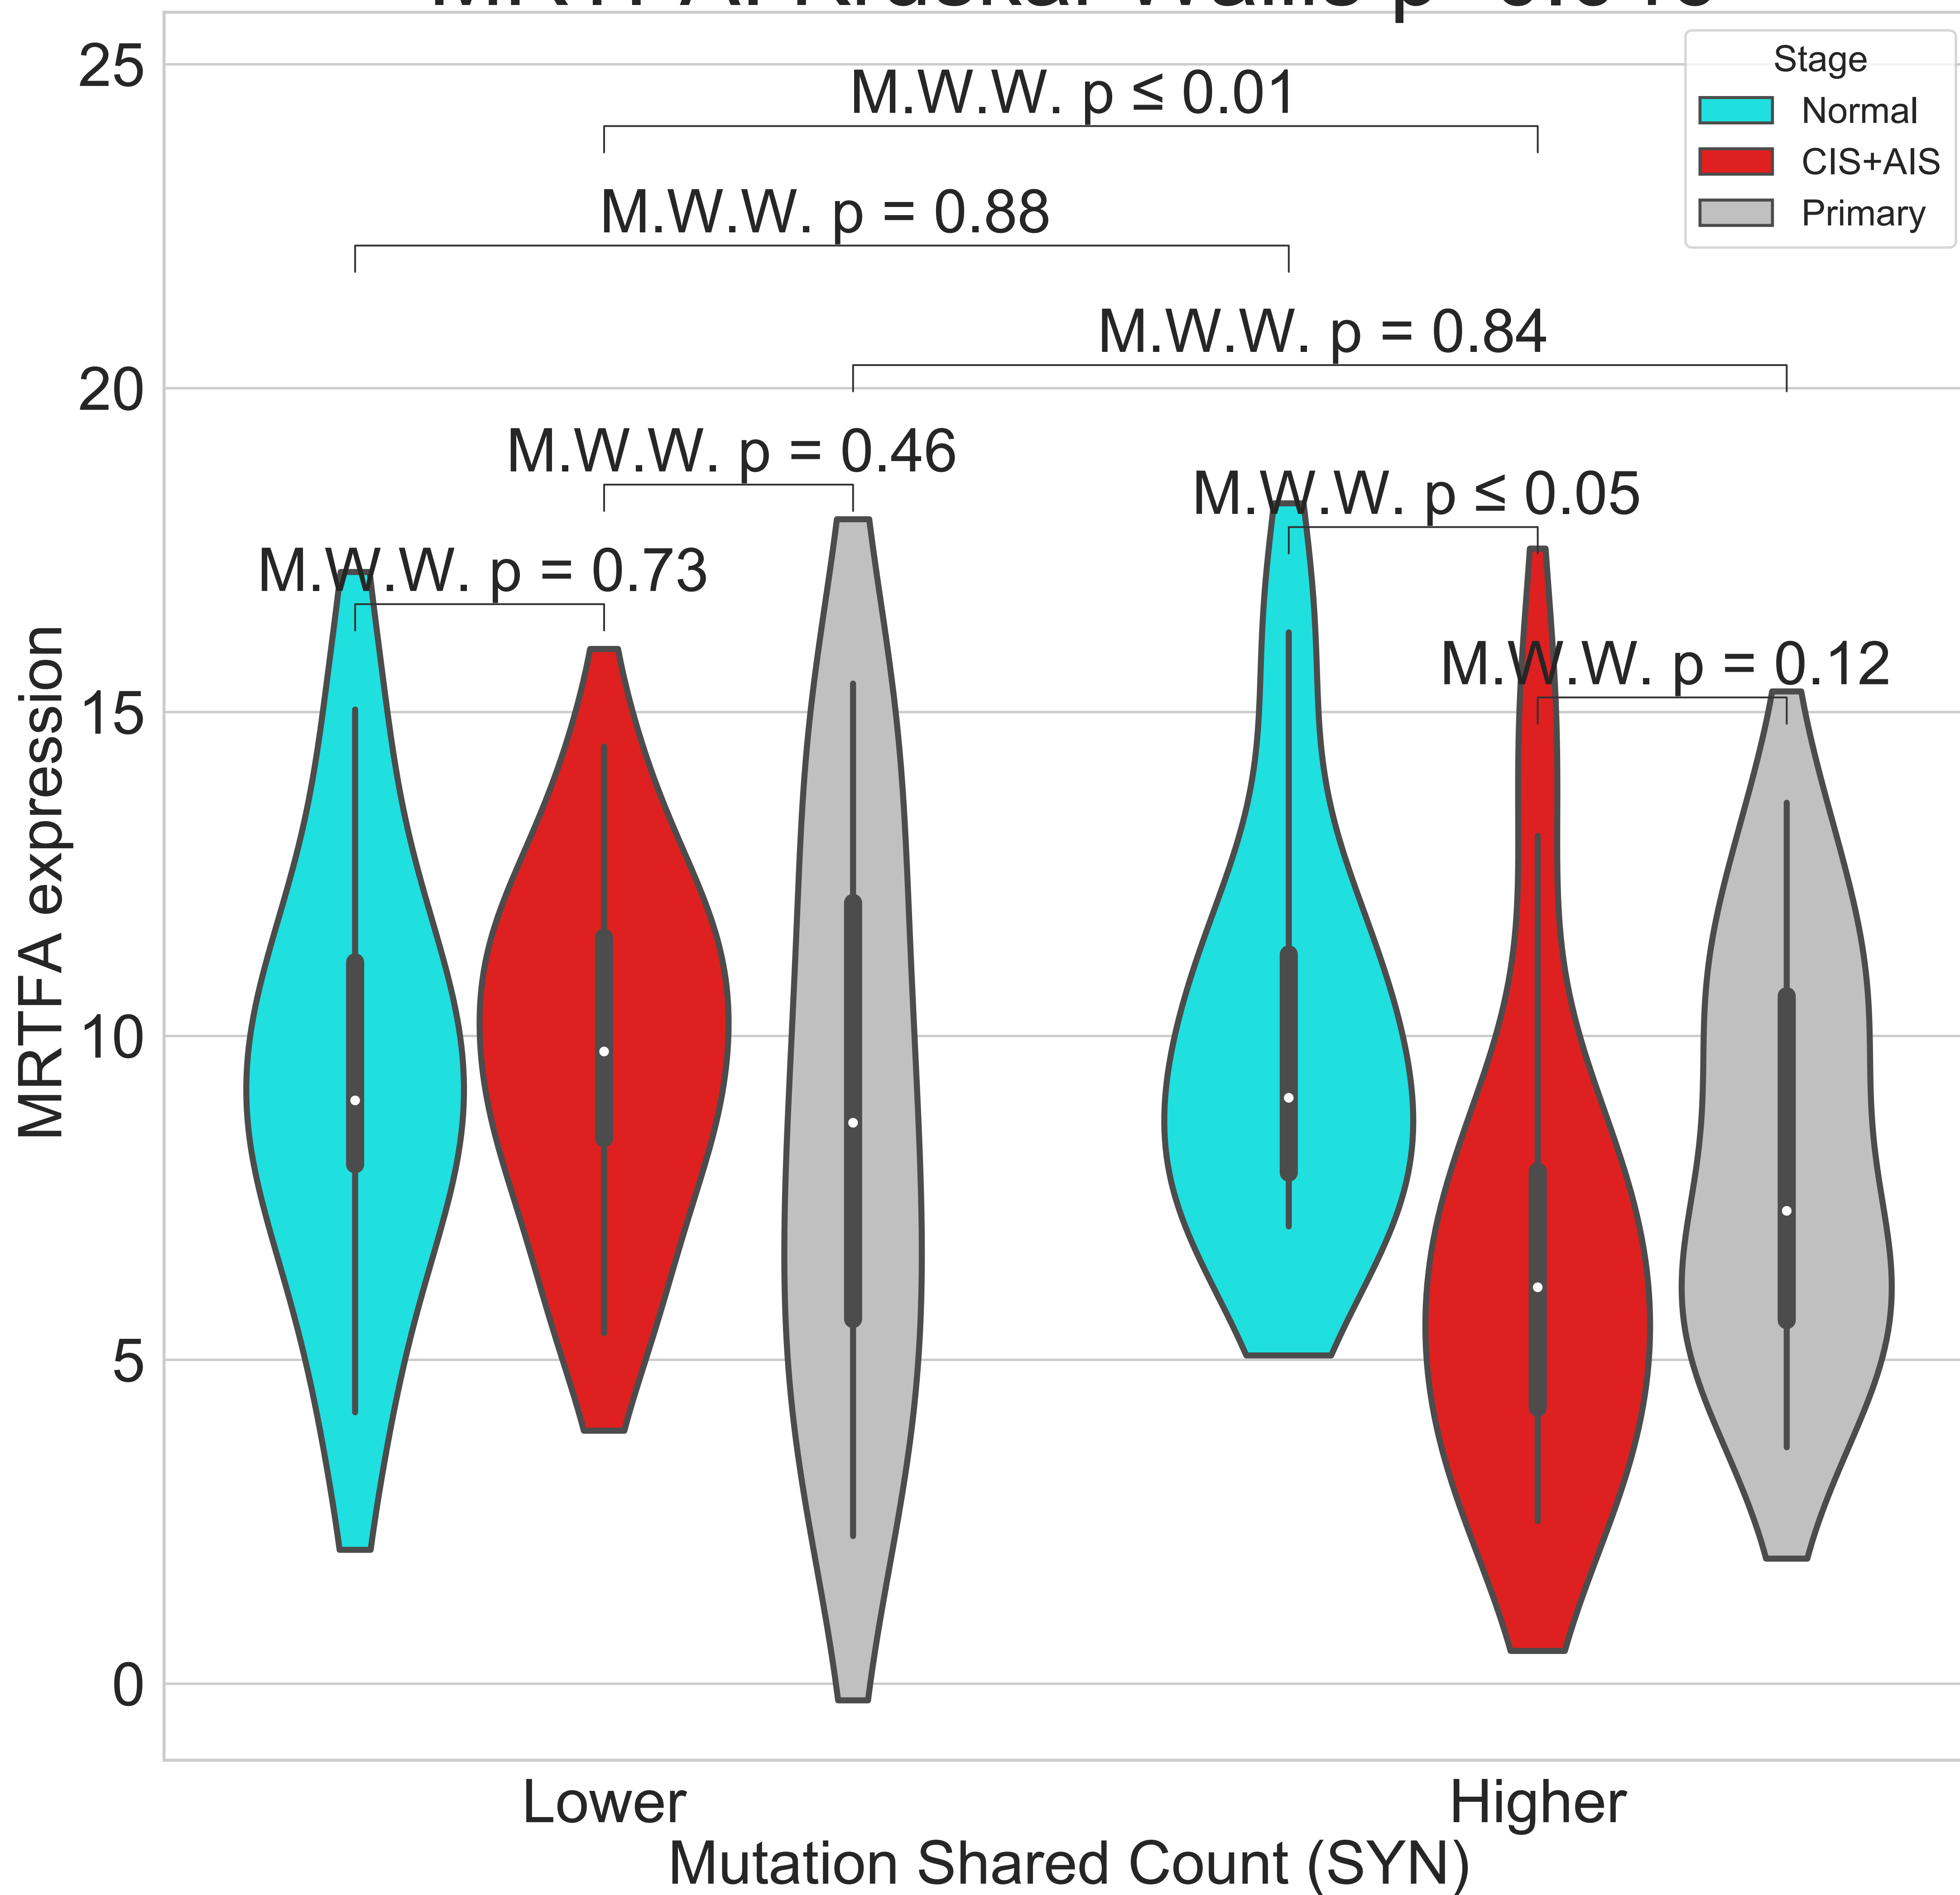 25
M.W.W. p ≤ 0.01
Stage
Normal
CIS+AIS
Primary
M.W.W. p = 0.88
M.W.W. p = 0.84
20
M.W.W. p = 0.46
M.W.W. p ≤ 0.05
M.W.W. p = 0.73
M.W.W. p = 0.12
15
MRTFA expression
10
5
0
Lower
Higher
Mutation Shared Count (SYN)